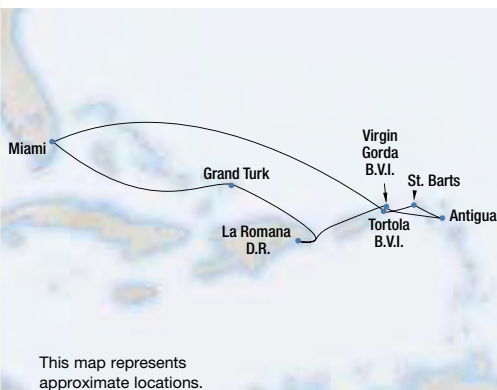 Miami
Grand Turk
La Romana
D.R.
Virgin
Gorda
B.V.I.
St. Barts
Tortola
B.V.I.
Antigua
This map represents
approximate locations.